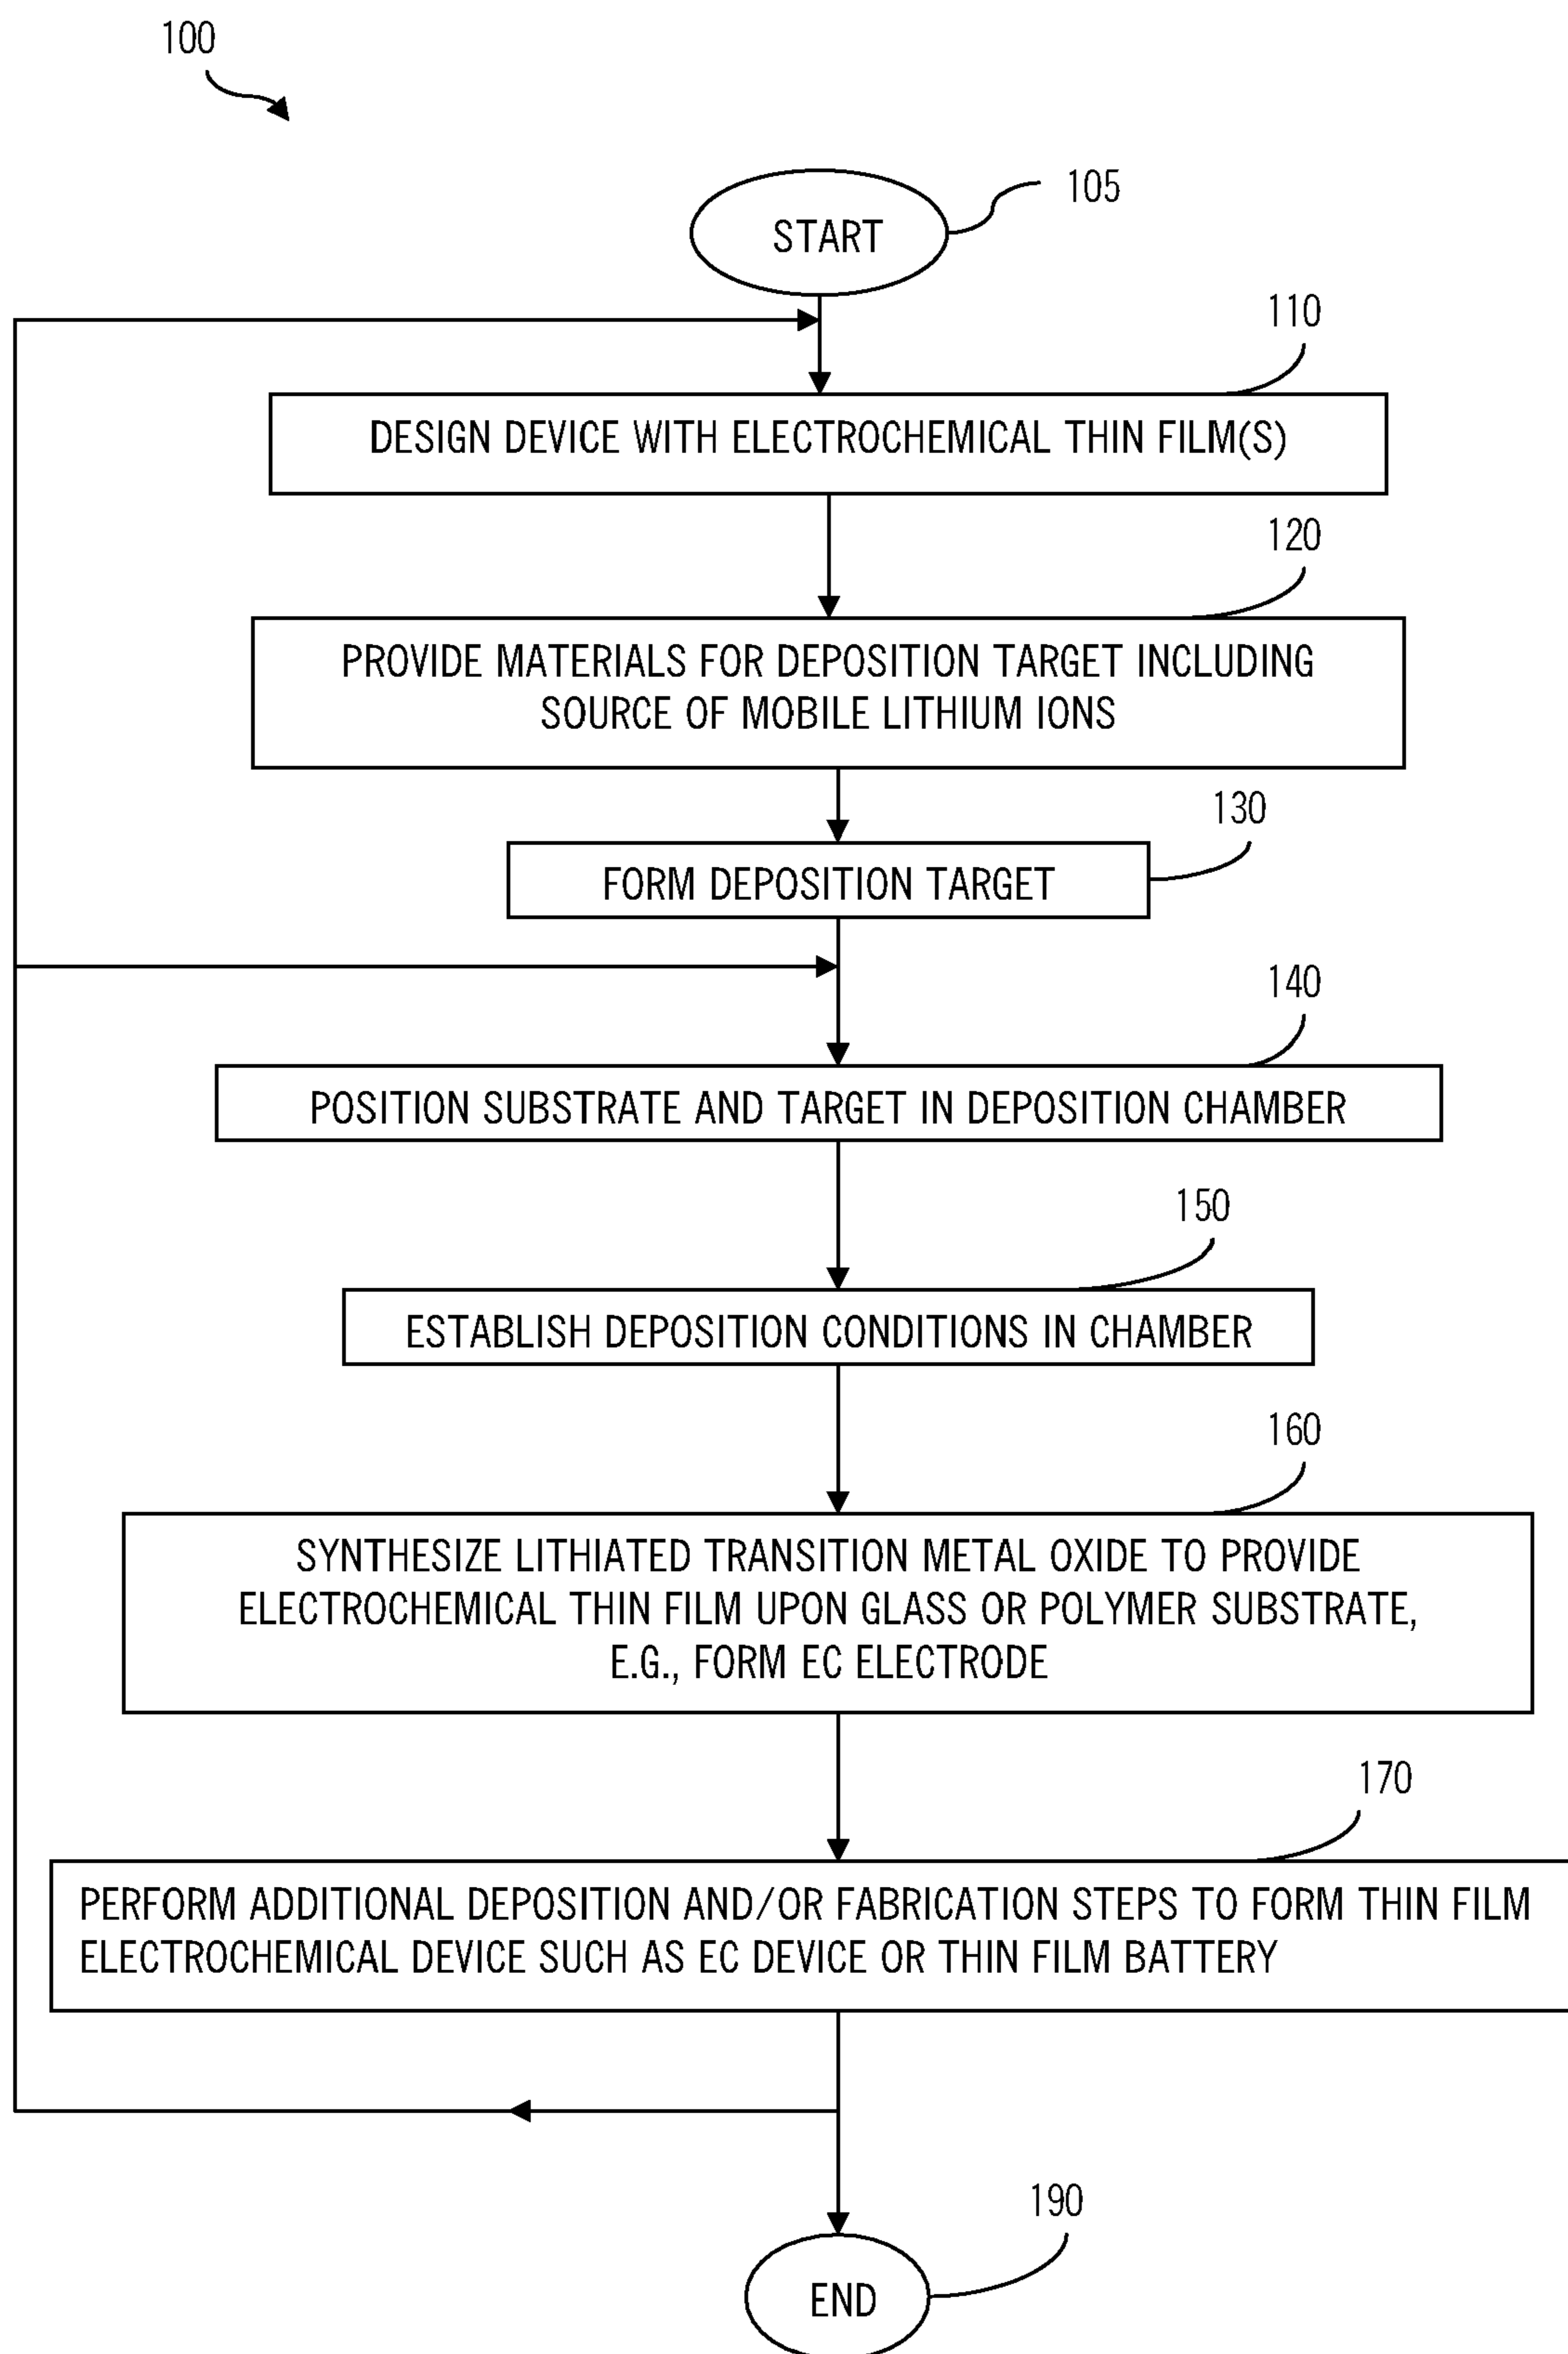 100
START
105
110
DESIGN DEVICE WITH ELECTROCHEMICAL THIN FILM(S)
120
PROVIDE MATERIALS FOR DEPOSITION TARGET INCLUDING
SOURCE OF MOBILE LITHIUM IONS
130
FORM DEPOSITION TARGET
140
POSITION SUBSTRATE AND TARGET IN DEPOSITION CHAMBER
150
ESTABLISH DEPOSITION CONDITIONS IN CHAMBER
160
SYNTHESIZE LITHIATED TRANSITION METAL OXIDE TO PROVIDE
ELECTROCHEMICAL THIN FILM UPON GLASS OR POLYMER SUBSTRATE,
E.G., FORM EC ELECTRODE
170
PERFORM ADDITIONAL DEPOSITION AND/OR FABRICATION STEPS TO FORM THIN FILM
ELECTROCHEMICAL DEVICE SUCH AS EC DEVICE OR THIN FILM BATTERY
190
END